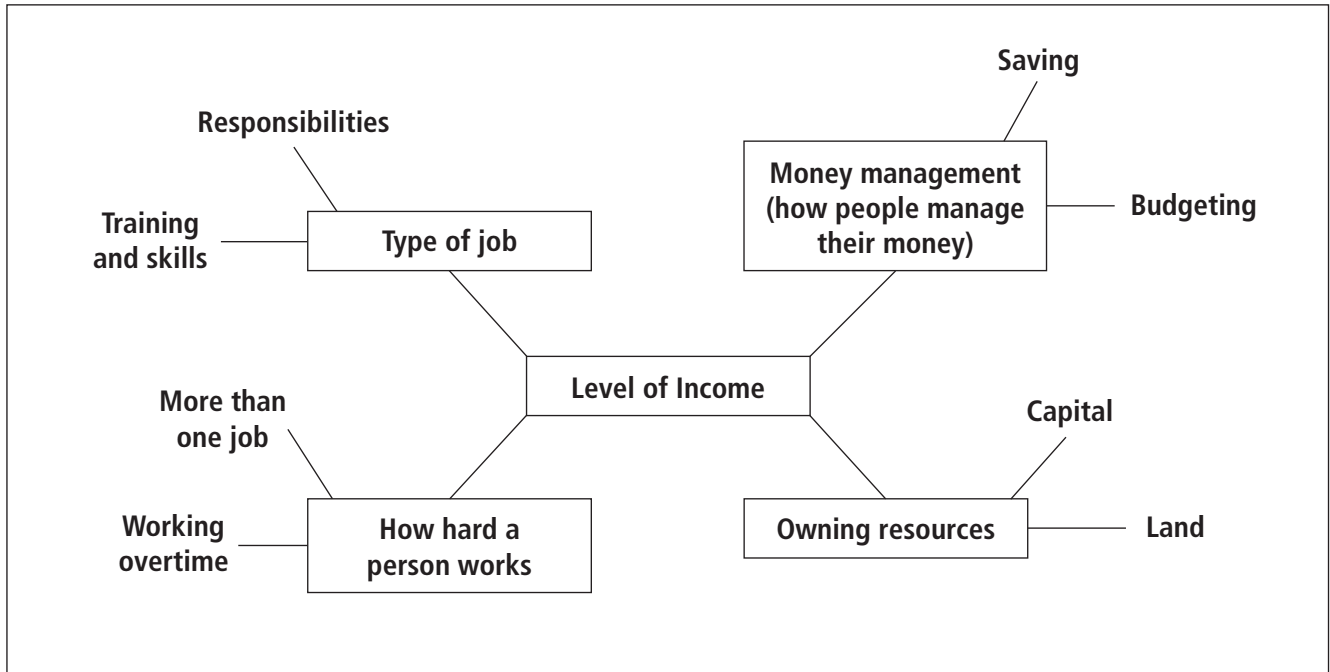 Saving
Responsibilities
Money management
(how people manage
their money)
Budgeting
Training
and skills
Type of job
Level of Income
More than
one job
Capital
Working
overtime
How hard a
person works
Owning resources
Land